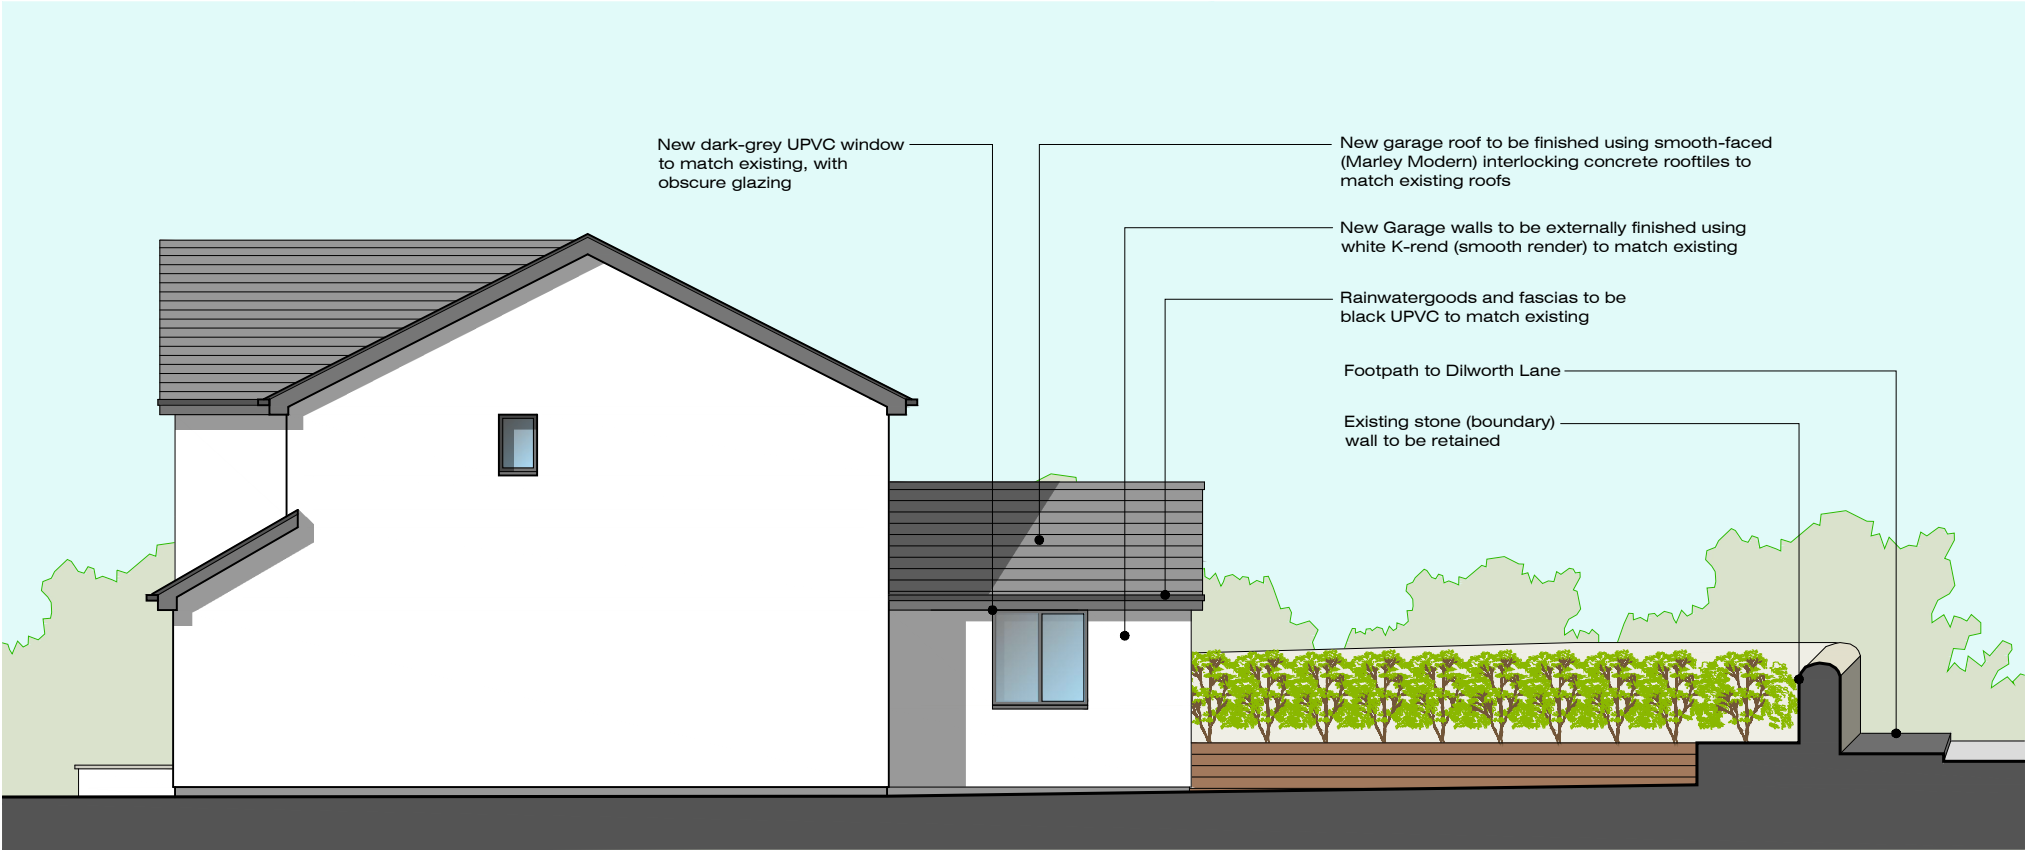 New dark-grey UPVC window
to match existing, with
obscure glazing
New garage roof to be finished using smooth-faced
(Marley Modern) interlocking concrete rooftiles to
match existing roofs
New Garage walls to be externally finished using
white K-rend (smooth render) to match existing
Rainwatergoods and fascias to be
black UPVC to match existing
Footpath to Dilworth Lane
Existing stone (boundary)
wall to be retained